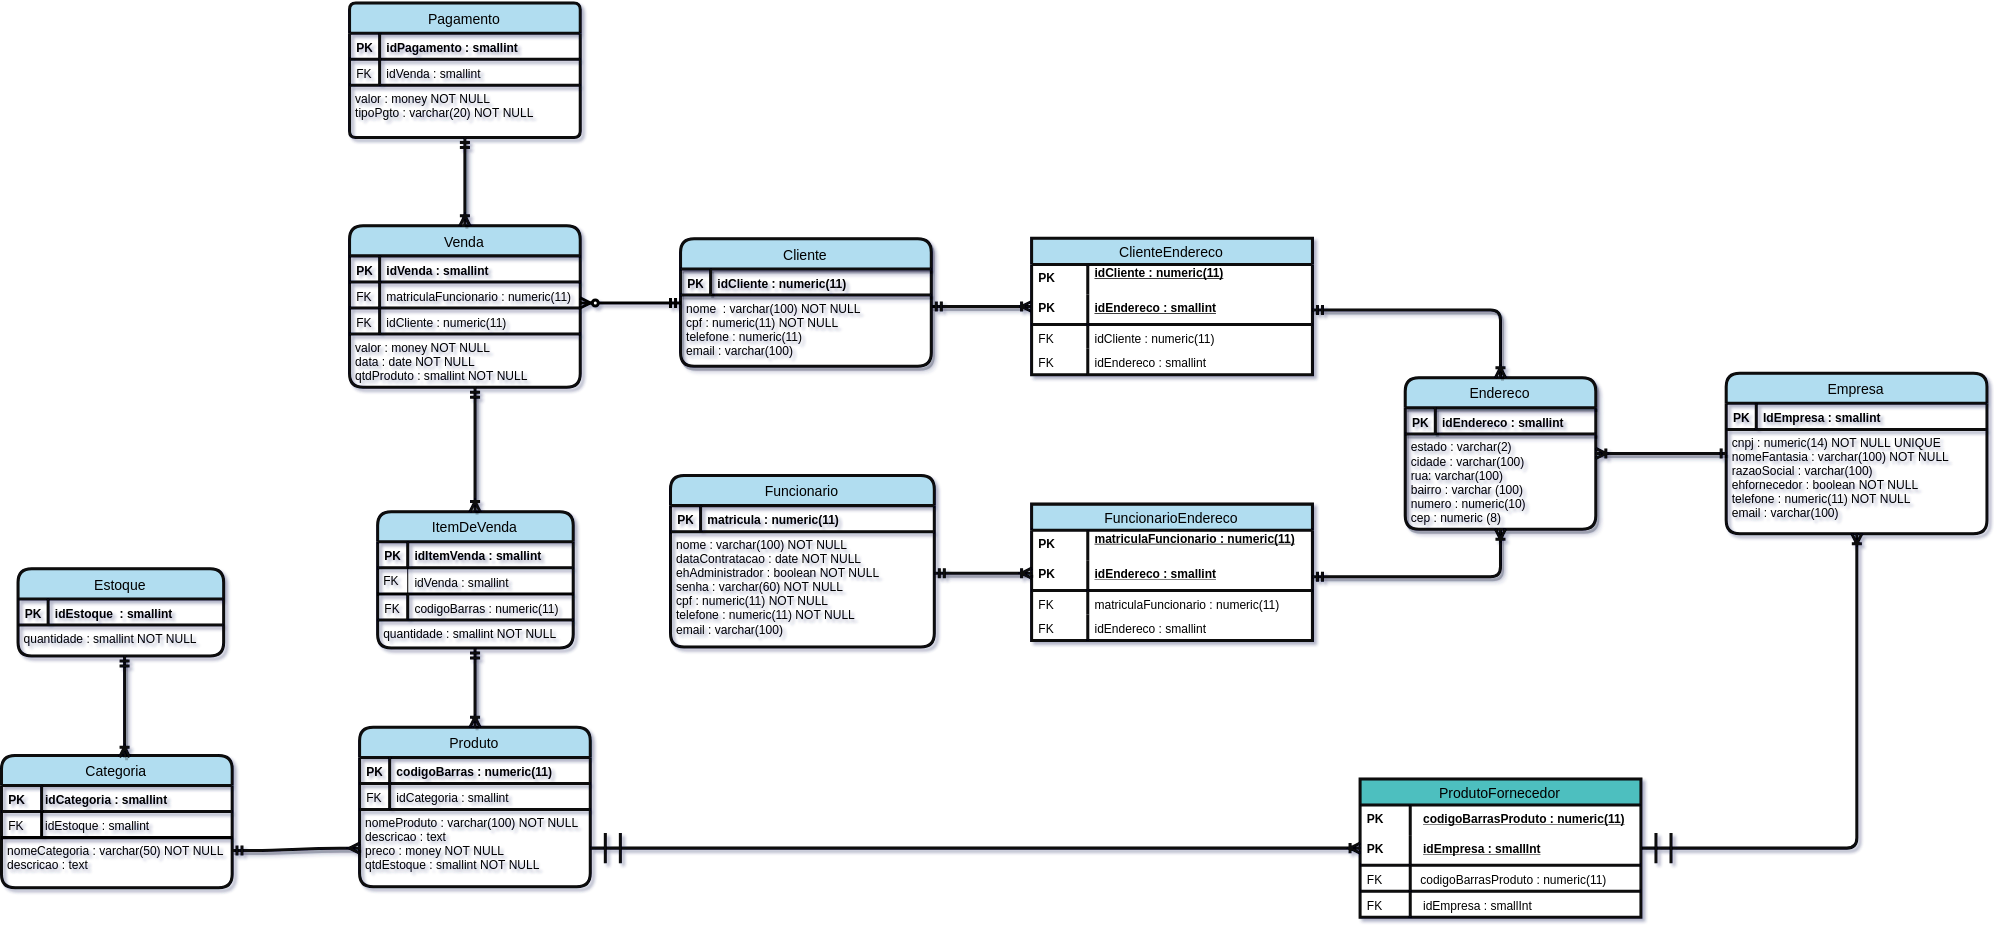 Pagamento
PK idPagamento : smallint
FK idVenda : smallint
valor : money NOT NULL
tipoPgto : varchar(20) NOT NULL
Venda
PK idVenda : smallint
FK matriculaFuncionario : numeric(11)
FK idCliente : numeric(11)
valor : money NOT NULL
data : date NOT NULL
qtdProduto : smallint NOT NULL
Cliente
PK idCliente : numeric(11)
nome  : varchar(100) NOT NULL
cpf : numeric(11) NOT NULL
telefone : numeric(11)
email : varchar(100)
ClienteEndereco
PK idCliente : numeric(11)
PK idEndereco : smallint
FK idCliente : numeric(11)
FK idEndereco : smallint
Endereco
PK idEndereco : smallint
estado : varchar(2)
cidade : varchar(100)
rua: varchar(100)
bairro : varchar (100)
numero : numeric(10)
cep : numeric (8)
Empresa
PK IdEmpresa : smallint
cnpj : numeric(14) NOT NULL UNIQUE
nomeFantasia : varchar(100) NOT NULL
razaoSocial : varchar(100)
ehfornecedor : boolean NOT NULL
telefone : numeric(11) NOT NULL
email : varchar(100)
Funcionario
PK matricula : numeric(11)
nome : varchar(100) NOT NULL
dataContratacao : date NOT NULL
ehAdministrador : boolean NOT NULL
senha : varchar(60) NOT NULL
cpf : numeric(11) NOT NULL
telefone : numeric(11) NOT NULL
email : varchar(100)
FuncionarioEndereco
PK matriculaFuncionario : numeric(11)
PK idEndereco : smallint
FK matriculaFuncionario : numeric(11)
FK idEndereco : smallint
ItemDeVenda
PK idItemVenda : smallint
FK idVenda : smallint
FK codigoBarras : numeric(11)
quantidade : smallint NOT NULL
Estoque
PK idEstoque  : smallint
quantidade : smallint NOT NULL
Categoria
PK idCategoria : smallint
FK idEstoque : smallint
nomeCategoria : varchar(50) NOT NULL
descricao : text
Produto
PK codigoBarras : numeric(11)
FK idCategoria : smallint
nomeProduto : varchar(100) NOT NULL
descricao : text
preco : money NOT NULL
qtdEstoque : smallint NOT NULL
ProdutoFornecedor
PK codigoBarrasProduto : numeric(11)
PK idEmpresa : smallInt
FK codigoBarrasProduto : numeric(11)
FK idEmpresa : smallInt